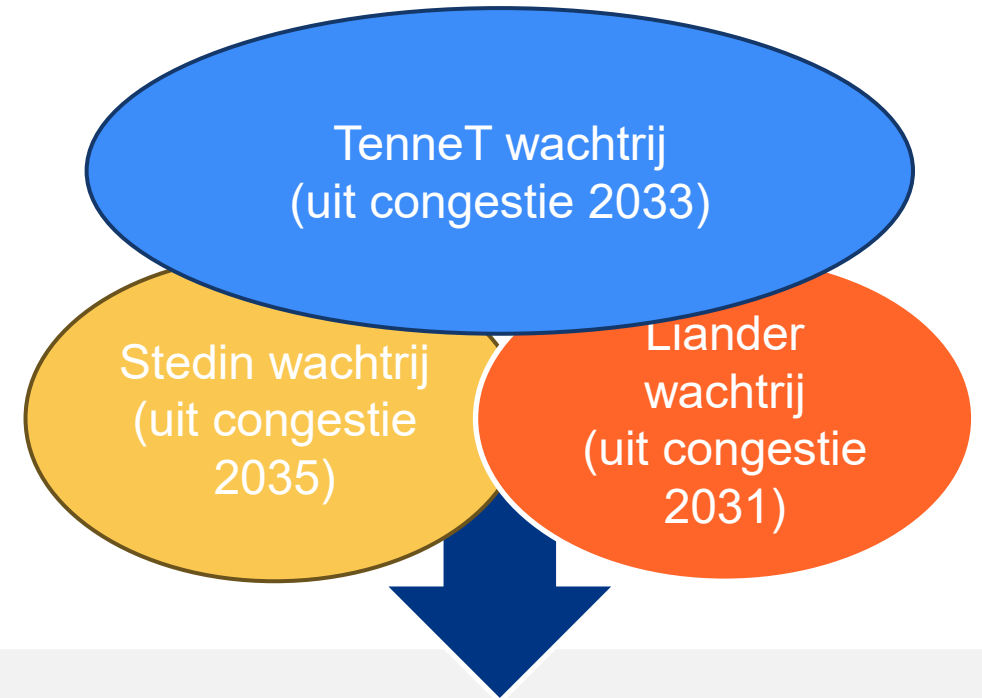 TenneT wachtrij
(uit congestie 2033)
Stedin wachtrij
(uit congestie
2035)
Liander
wachtrij
(uit congestie
2031)